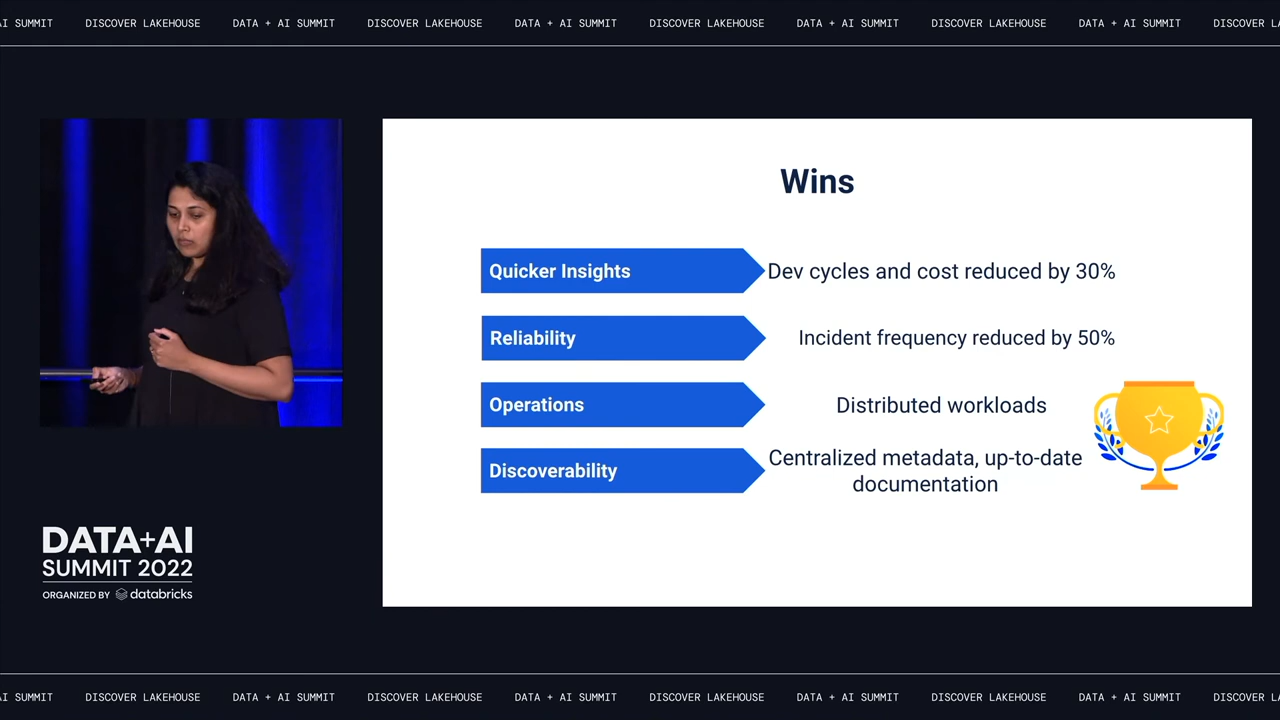 AI SUMMIT DISCOVER LAKEHOUSE DATA + AI SUMMIT DISCOVER LAKEHOUSE DATA + AI SUMMIT DISCOVER LAKEHOUSE DATA + AI SUMMIT DISCOVER LAKEHOUSE DATA + AI SUMMIT DISCOVER LA
Wins
Quicker Insights Dev cycles and cost reduced by 30%
Reliability Incident frequency reduced by 50%
Operations Distributed workloads
Discoverability Centralized metadata, up-to-date
documentation
DATA+AI
SUMMIT 2022
ORGANIZED BY databricks
AI SUMMIT DISCOVER LAKEHOUSE DATA + AI SUMMIT DISCOVER LAKEHOUSE DATA + AI SUMMIT DISCOVER LAKEHOUSE DATA + AI SUMMIT DISCOVER LAKEHOUSE DATA + AI SUMMIT DISCOVER LA